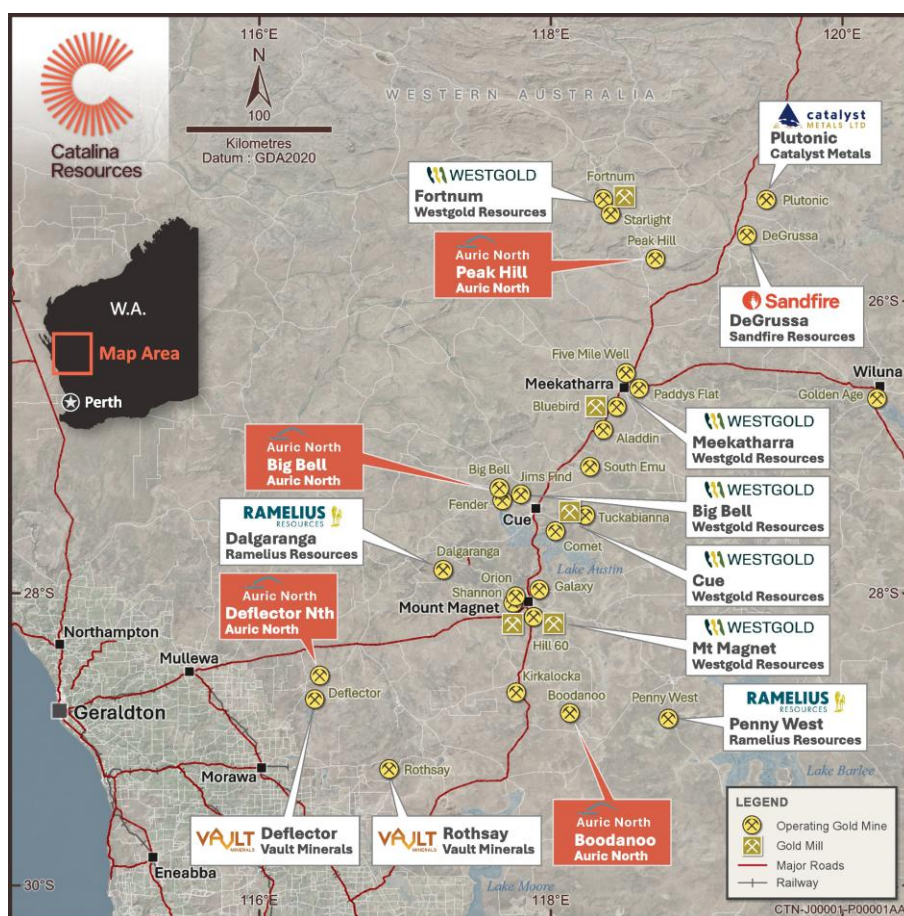 116°E
118°E
120°E
Catalina
Resources
N
100
Kilometres
Datum : GDA2020
WESTERN AUSTRALIA
catalyst
METALS LTD
Plutonic
Catalyst Metals
WESTGOLD
Fortnum
Westgold Resources
Fortnum
Starlight
Plutonic
Peak Hill
DeGrussa
Auric North
Peak Hill
Auric North
Sandfire
DeGrussa
Sandfire Resources
26°S
W.A.
Map Area
Perth
Five Mile Well
Meekatharra
Paddys Flat
Wiluna
Golden Age
Bluebird
Aladdin
WESTGOLD
Meekatharra
Westgold Resources
Auric North
Big Bell
Auric North
Big Bell
Jims Find
South Emu
Fender
Cue
Tuckabianna
Comet
WESTGOLD
Big Bell
Westgold Resources
RAMELIUS
RESOURCES
Dalgaranga
Ramelius Resources
Dalgaranga
Lake Austin
WESTGOLD
Cue
Westgold Resources
28°S
28°S
Orion
Shannon
Galaxy
Mount Magnet
Hill 60
Auric North
Deflector Nth
Auric North
WESTGOLD
Mt Magnet
Westgold Resources
Northampton
Mullewa
Deflector
Kirkalocka
Boodanoo
Penny West
Geraldton
RAMELIUS
RESOURCES
Penny West
Ramelius Resources
Morawa
Rothsay
Lake Barlee
VAULT
MINERALS
Deflector
Vault Minerals
VAULT
MINERALS
Rothsay
Vault Minerals
Auric North
Boodanoo
Auric North
LEGEND
Operating Gold Mine
Gold Mill
Major Roads
Railway
Eneabba
30°S
Lake Moore
116°E
118°E
CTN-J00001-P00001AA